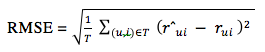 RMSE = √(1/T ∑(u,i)∈T (r^ui − rui)²)